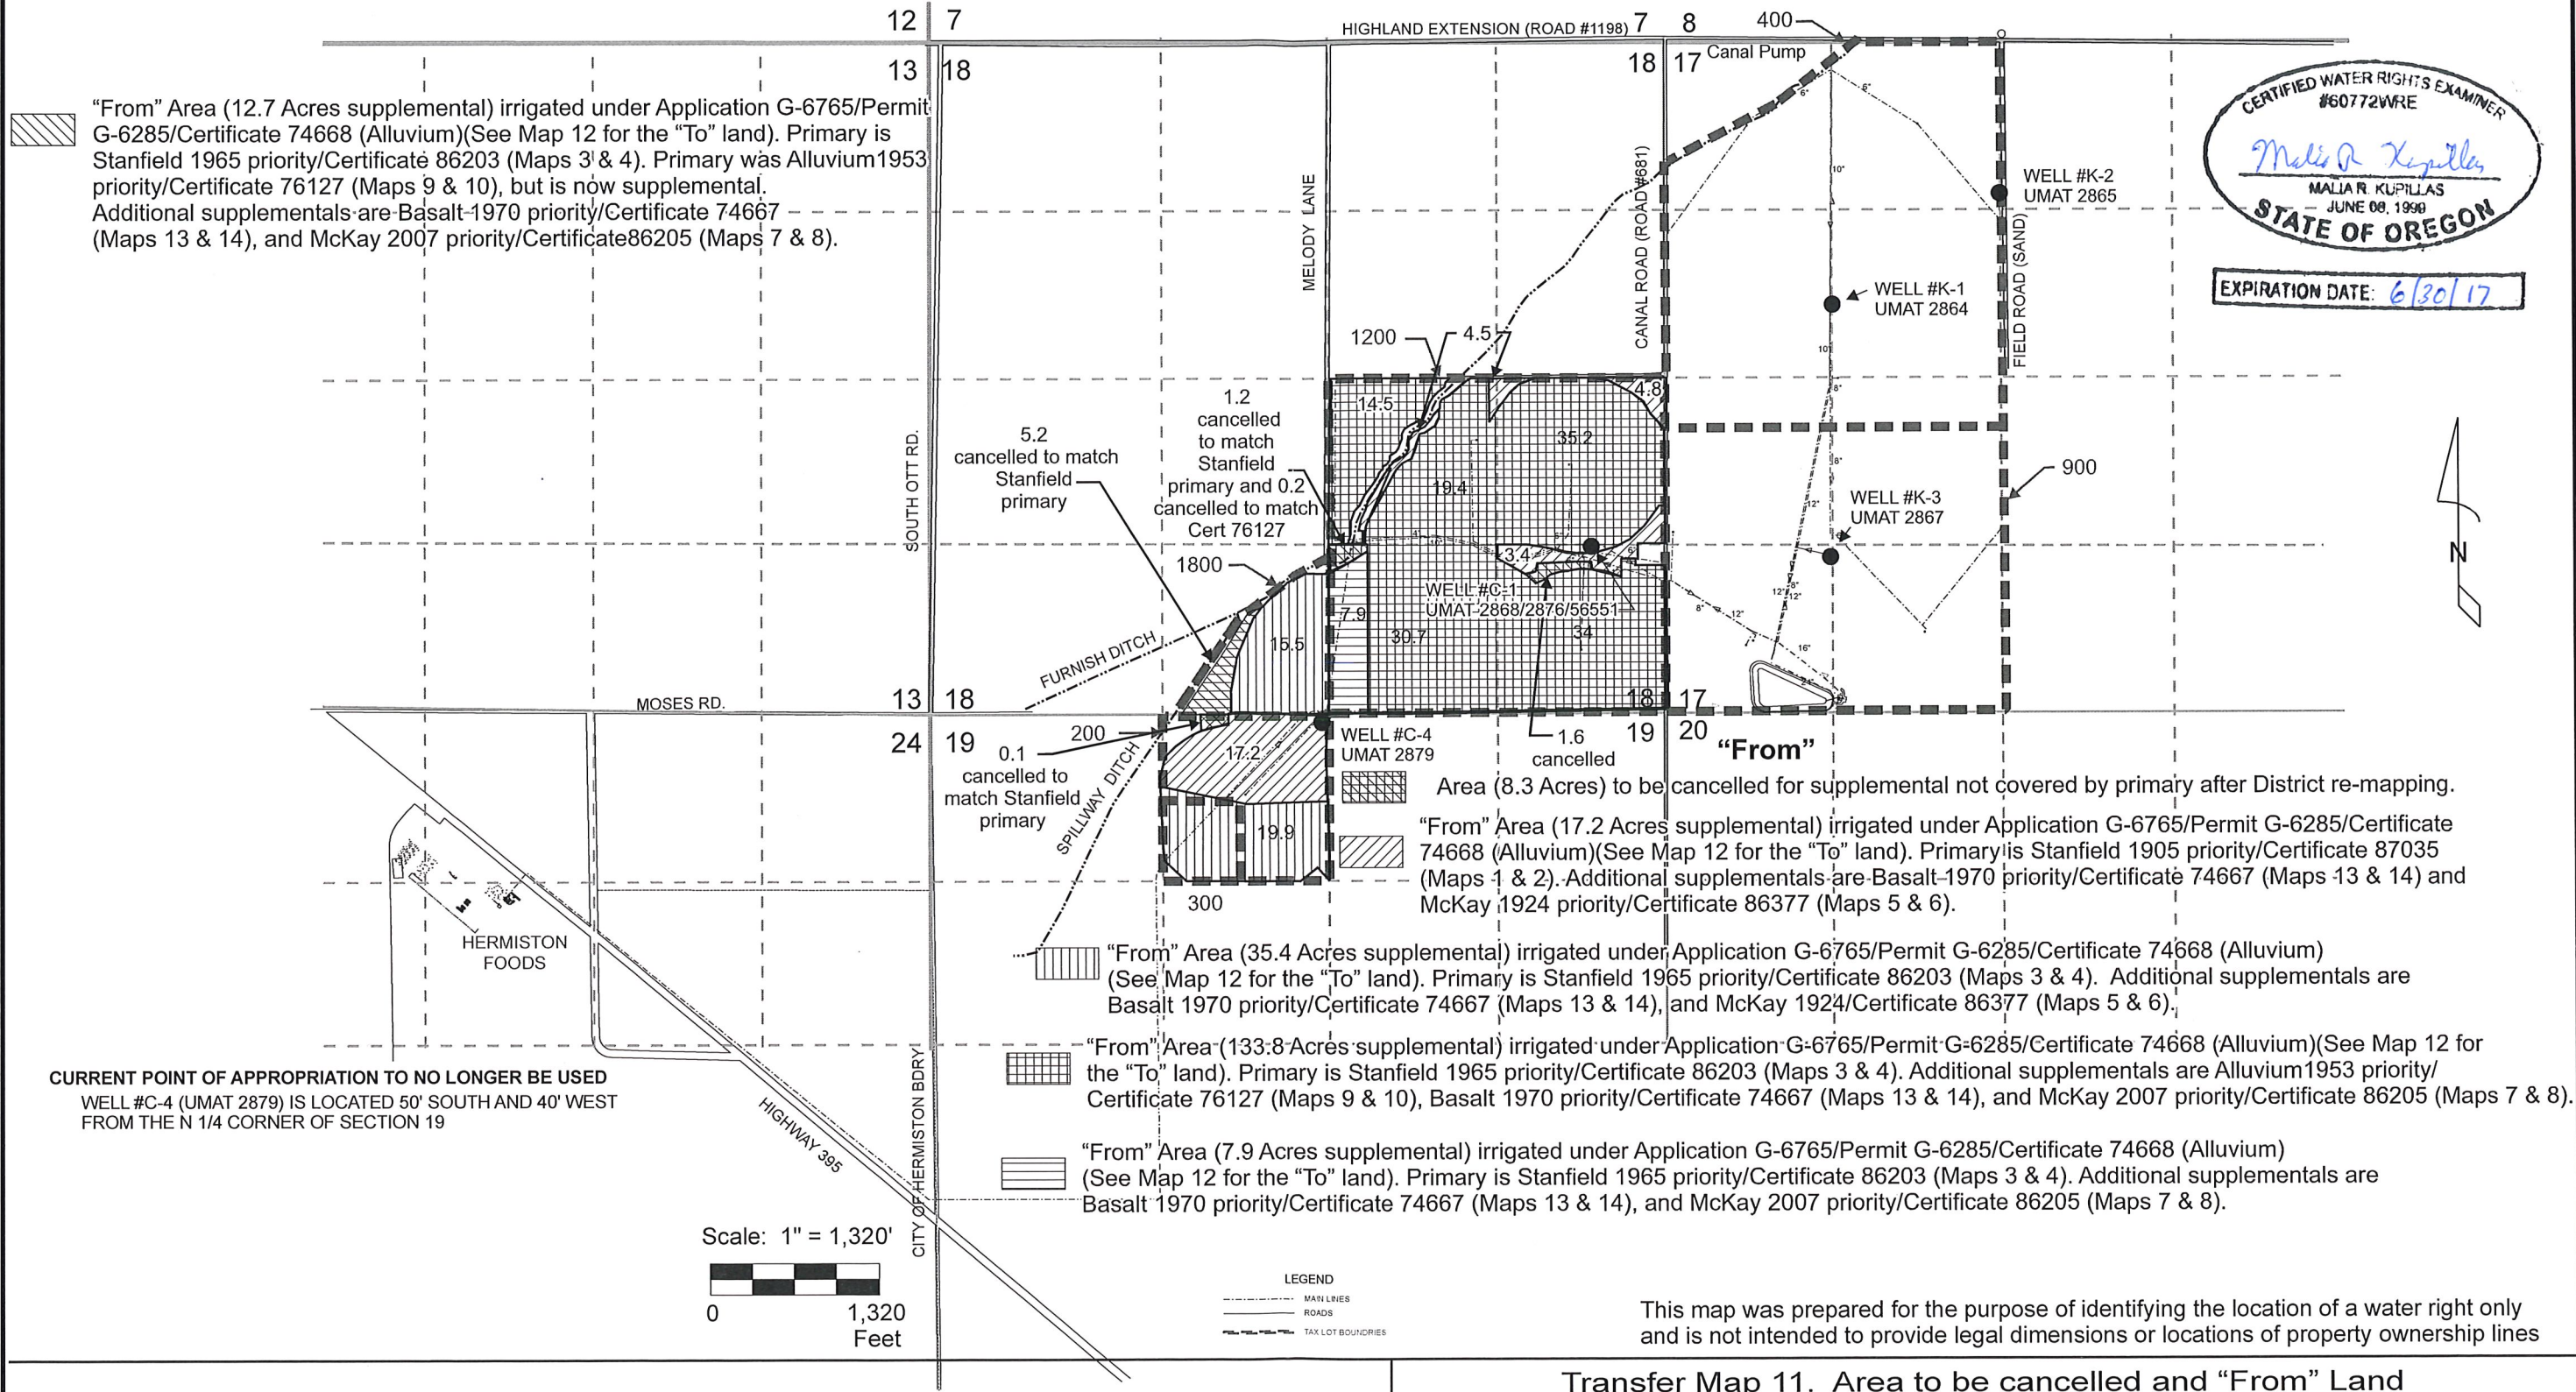 12 7
HIGHLAND EXTENSION (ROAD #1198) 7 8
400
13 18
18 17 Canal Pump
"From" Area (12.7 Acres supplemental) irrigated under Application G-6765/Permit
G-6285/Certificate 74668 (Alluvium)(See Map 12 for the "To" land). Primary is
Stanfield 1965 priority/Certificate 86203 (Maps 3 & 4). Primary was Alluvium1953
priority/Certificate 76127 (Maps 9 & 10), but is now supplemental.
Additional supplementals are Basalt 1970 priority/Certificate 74667
(Maps 13 & 14), and McKay 2007 priority/Certificate86205 (Maps 7 & 8).
CERTIFIED WATER RIGHTS EXAMINER
#60772WRE
Malia R Kupillas
MALIA R. KUPILLAS
JUNE 08, 1999
STATE OF OREGON
EXPIRATION DATE: 6/30/17
MELODY LANE
CANAL ROAD (ROAD #681)
FIELD ROAD (SAND)
SOUTH OTT RD.
6"
6"
10"
WELL #K-2
UMAT 2865
WELL #K-1
UMAT 2864
10"
8"
8"
12"
900
WELL #K-3
UMAT 2867
1200
4.5
4.8
14.5
35.2
19.4
1.2
cancelled
to match
Stanfield
primary and 0.2
cancelled to match
Cert 76127
5.2
cancelled to match
Stanfield
primary
1800
3.4
WELL #C-1
UMAT 2868/2876/56551
7.9
30.7
34
15.5
8"
12"
12"
8"
12"
16"
FURNISH DITCH
MOSES RD.
13 18
18 17
24 19
19 20
200
0.1
cancelled to
match Stanfield
primary
SPILLWAY DITCH
17.2
19.9
300
WELL #C-4
UMAT 2879
1.6
cancelled
"From"
Area (8.3 Acres) to be cancelled for supplemental not covered by primary after District re-mapping.
"From" Area (17.2 Acres supplemental) irrigated under Application G-6765/Permit G-6285/Certificate
74668 (Alluvium)(See Map 12 for the "To" land). Primary is Stanfield 1905 priority/Certificate 87035
(Maps 1 & 2). Additional supplementals are Basalt 1970 priority/Certificate 74667 (Maps 13 & 14) and
McKay 1924 priority/Certificate 86377 (Maps 5 & 6).
"From" Area (35.4 Acres supplemental) irrigated under Application G-6765/Permit G-6285/Certificate 74668 (Alluvium)
(See Map 12 for the "To" land). Primary is Stanfield 1965 priority/Certificate 86203 (Maps 3 & 4). Additional supplementals are
Basalt 1970 priority/Certificate 74667 (Maps 13 & 14), and McKay 1924/Certificate 86377 (Maps 5 & 6).
"From" Area (133.8 Acres supplemental) irrigated under Application G-6765/Permit G-6285/Certificate 74668 (Alluvium)(See Map 12 for
the "To" land). Primary is Stanfield 1965 priority/Certificate 86203 (Maps 3 & 4). Additional supplementals are Alluvium1953 priority/
Certificate 76127 (Maps 9 & 10), Basalt 1970 priority/Certificate 74667 (Maps 13 & 14), and McKay 2007 priority/Certificate 86205 (Maps 7 & 8).
"From" Area (7.9 Acres supplemental) irrigated under Application G-6765/Permit G-6285/Certificate 74668 (Alluvium)
(See Map 12 for the "To" land). Primary is Stanfield 1965 priority/Certificate 86203 (Maps 3 & 4). Additional supplementals are
Basalt 1970 priority/Certificate 74667 (Maps 13 & 14), and McKay 2007 priority/Certificate 86205 (Maps 7 & 8).
N
HERMISTON
FOODS
CURRENT POINT OF APPROPRIATION TO NO LONGER BE USED
WELL #C-4 (UMAT 2879) IS LOCATED 50' SOUTH AND 40' WEST
FROM THE N 1/4 CORNER OF SECTION 19
HIGHWAY 395
CITY OF HERMISTON BDRY
Scale: 1" = 1,320'
0 1,320
Feet
LEGEND
MAIN LINES
ROADS
TAX LOT BOUNDRIES
This map was prepared for the purpose of identifying the location of a water right only
and is not intended to provide legal dimensions or locations of property ownership lines
Transfer Map 11. Area to be cancelled and "From" Land